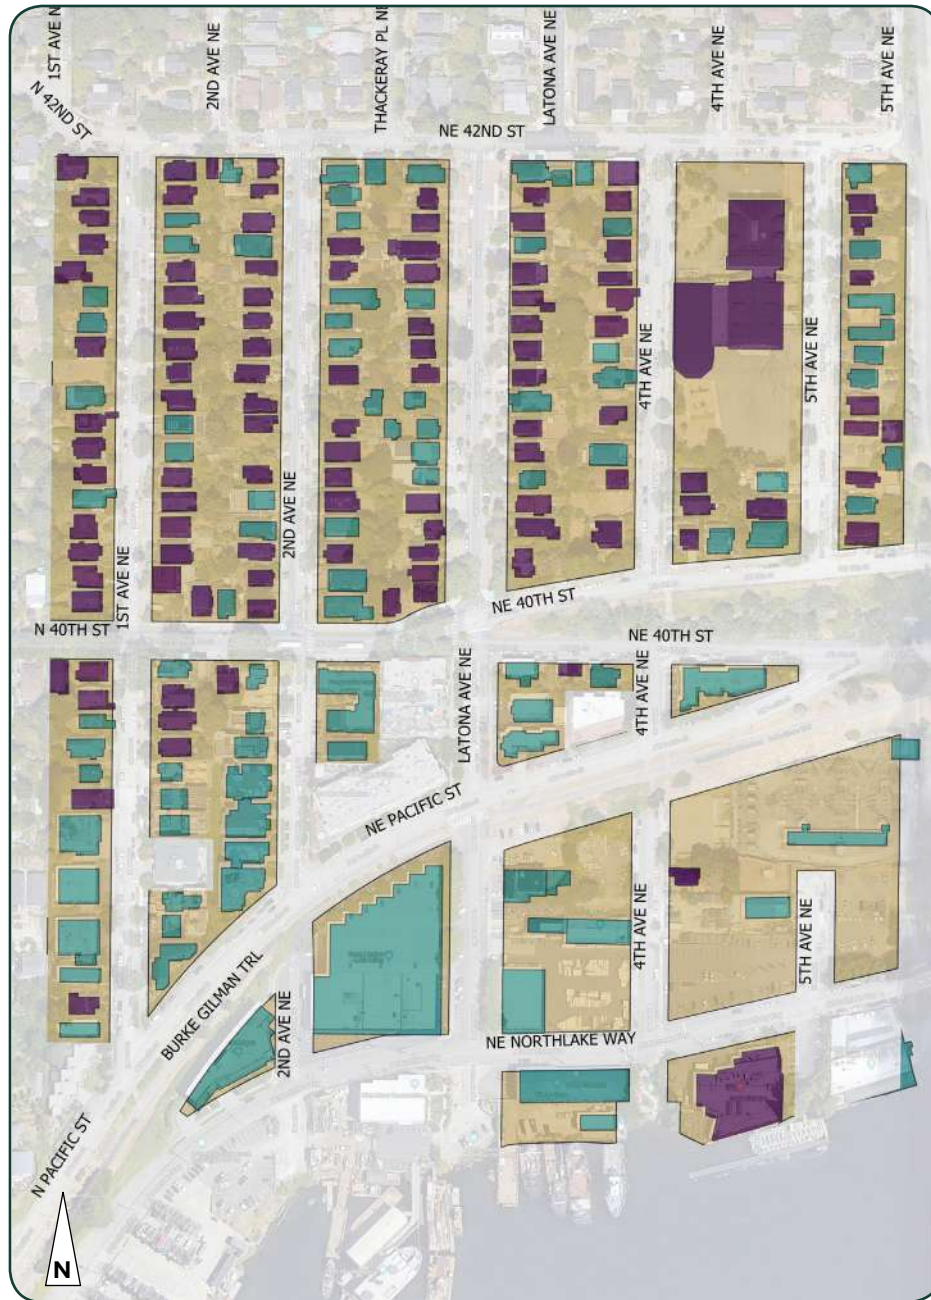 1ST AVE N
2ND AVE NE
THACKERAY PL NE
LATONA AVE NE
4TH AVE NE
5TH AVE NE
N 42ND ST
NE 42ND ST
4TH AVE NE
5TH AVE NE
2ND AVE NE
1ST AVE NE
NE 40TH ST
N 40TH ST
NE 40TH ST
LATONA AVE NE
4TH AVE NE
NE PACIFIC ST
4TH AVE NE
5TH AVE NE
BURKE GILMAN TRL
2ND AVE NE
NE NORTHLAKE WAY
N PACIFIC ST
N